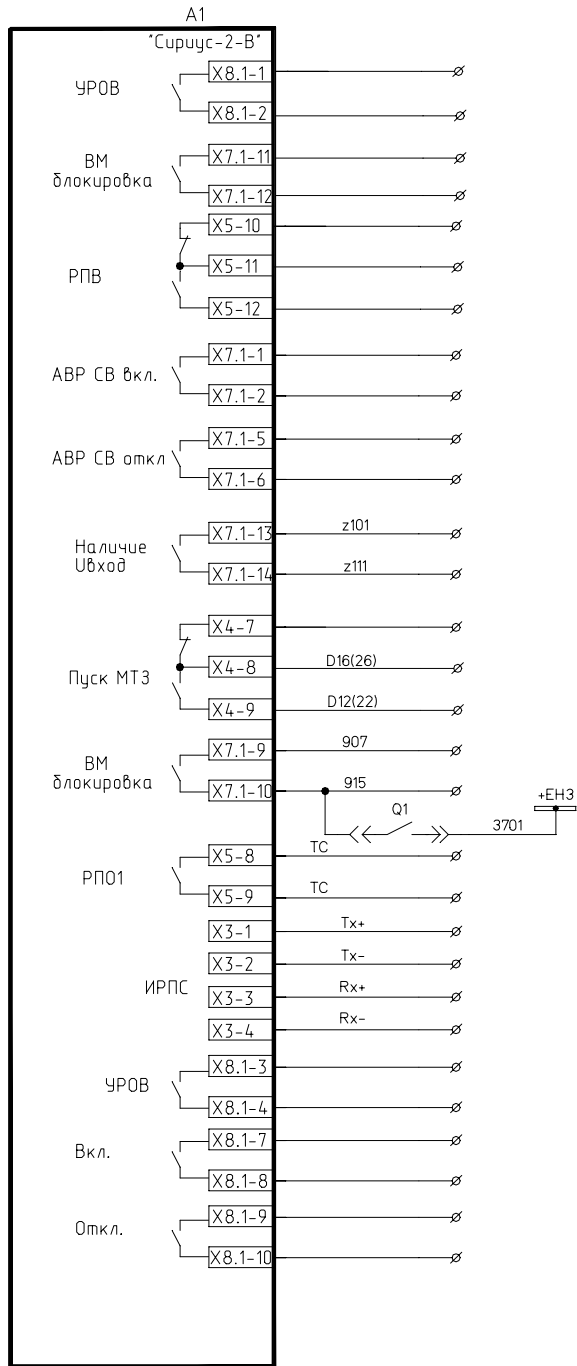 A1
"Сириус-2-В"
X8.1-1
УРОВ
X8.1-2
X7.1-11
ВМ
блокировка
X7.1-12
X5-10
X5-11
РПВ
X5-12
X7.1-1
АВР СВ вкл.
X7.1-2
X7.1-5
АВР СВ откл
X7.1-6
X7.1-13 z101
Наличие
Uвход
X7.1-14 z111
X4-7
X4-8 D16(26)
Пуск МТЗ
X4-9 D12(22)
X7.1-9 907
ВМ
блокировка
X7.1-10 915
+EH3
Q1
3701
X5-8 TC
РПО1
X5-9 TC
X3-1 Tx+
X3-2 Tx-
ИРПС
X3-3 Rx+
X3-4 Rx-
X8.1-3
УРОВ
X8.1-4
X8.1-7
Вкл.
X8.1-8
X8.1-9
Откл.
X8.1-10